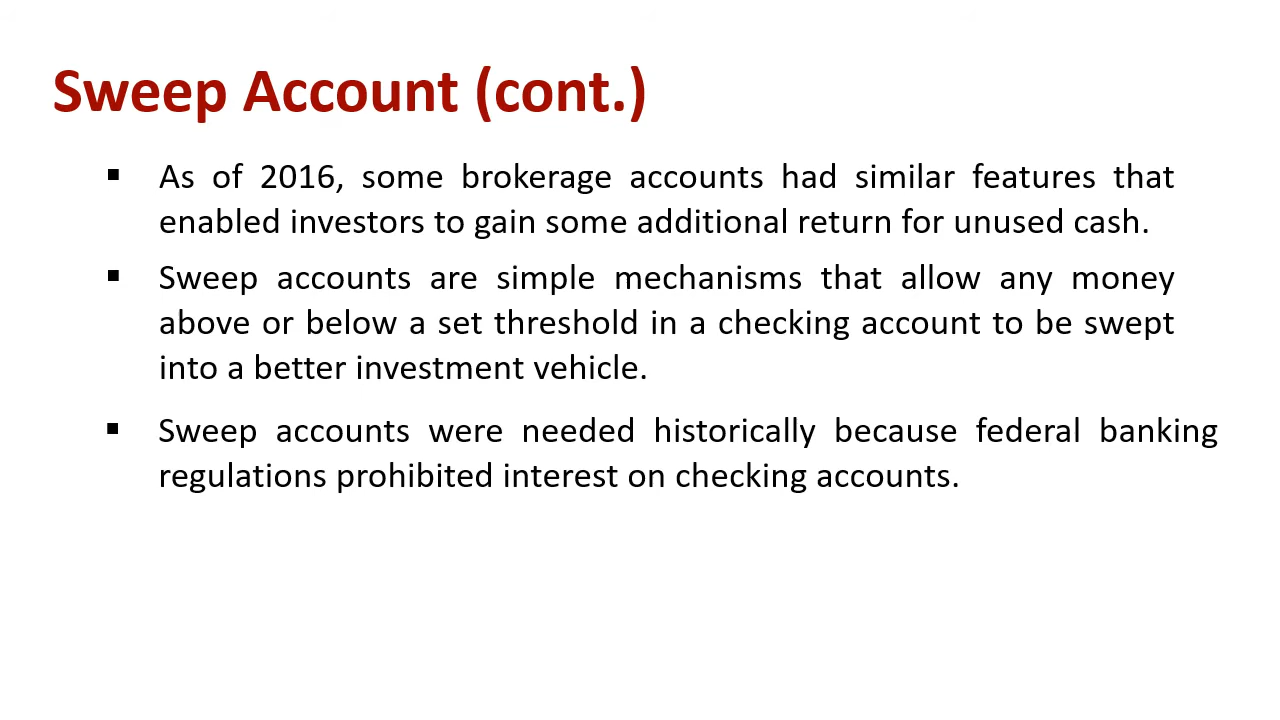 Sweep Account (cont.)
▪ As of 2016, some brokerage accounts had similar features that
enabled investors to gain some additional return for unused cash.
▪ Sweep accounts are simple mechanisms that allow any money
above or below a set threshold in a checking account to be swept
into a better investment vehicle.
▪ Sweep accounts were needed historically because federal banking
regulations prohibited interest on checking accounts.